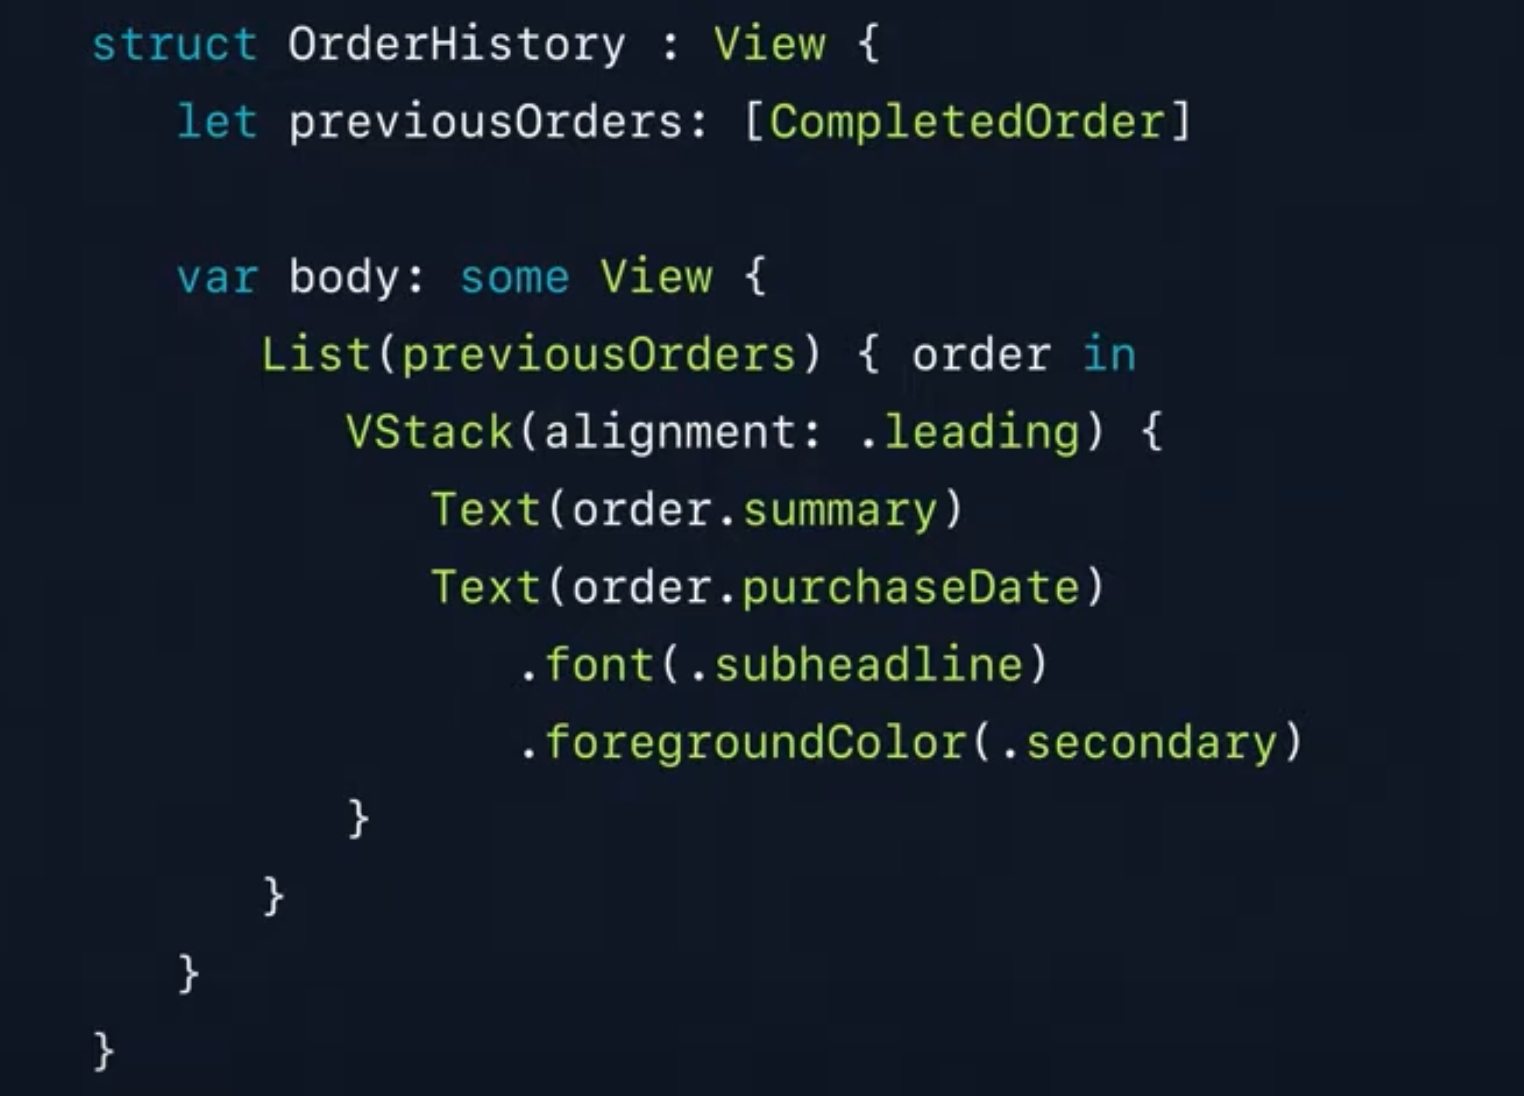 struct OrderHistory : View {
let previousOrders: [CompletedOrder]
var body: some View {
List(previousOrders) { order in
VStack(alignment: .leading) {
Text(order.summary)
Text(order.purchaseDate)
.font(.subheadline)
.foregroundColor(.secondary)
}
}
}
}